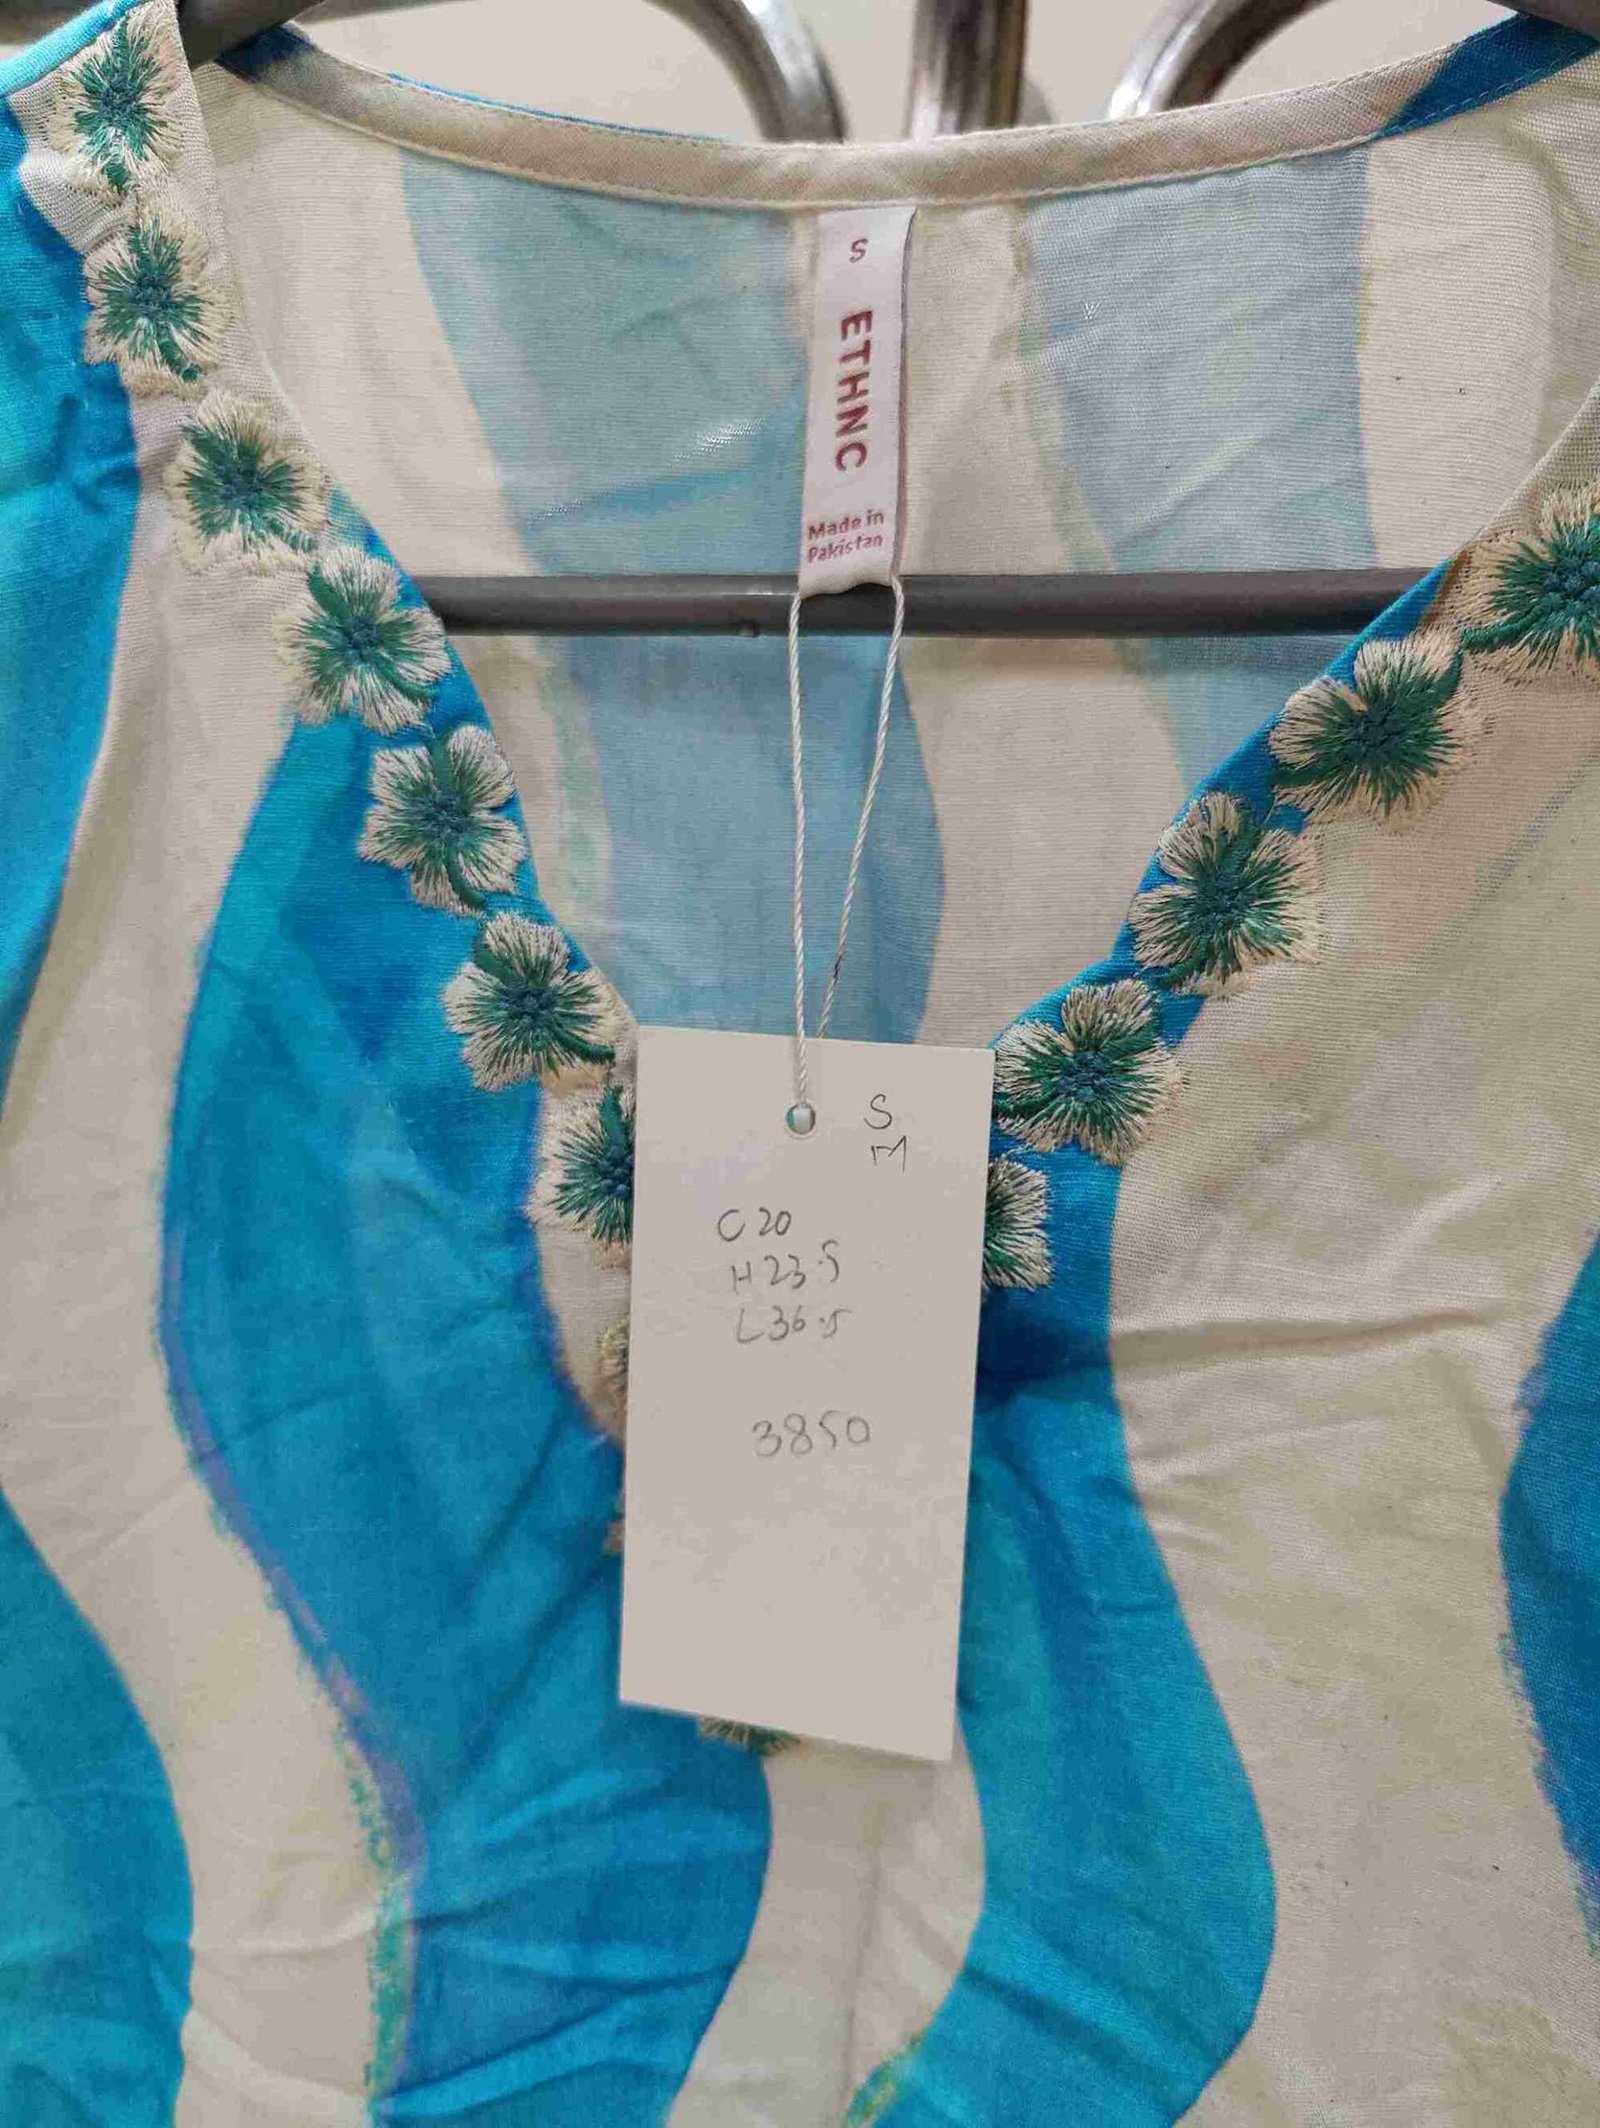 S
ETHNC
Made in
Pakistan
S
M
C 20
H 23.5
L 36.5
3850